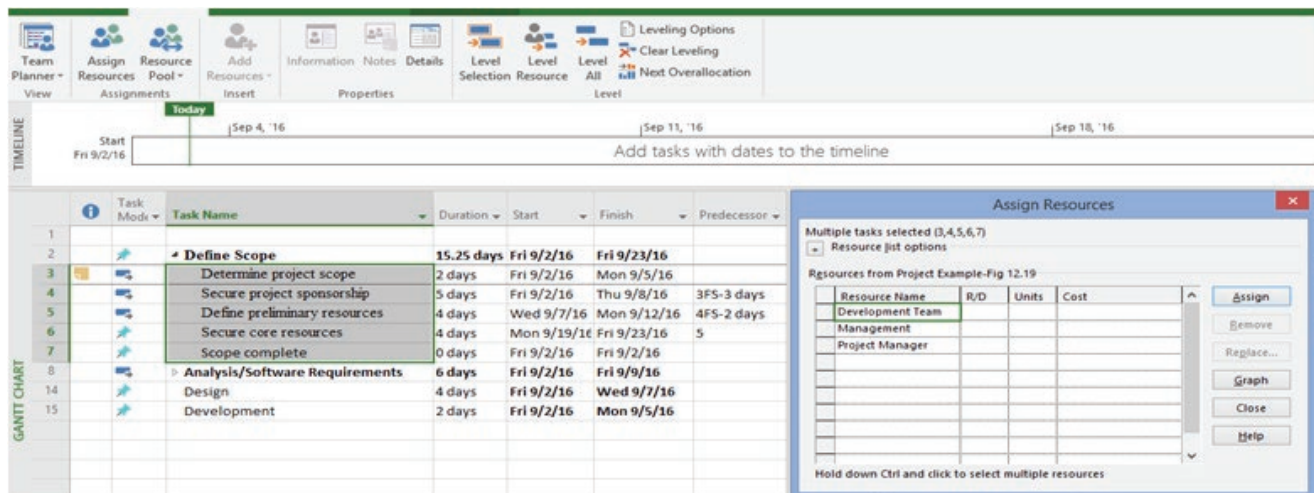 Team Planner
Assign Resources
Resource Pool
Add Resources
Information
Notes
Details
Level Selection
Level Resource
Level All
Leveling Options
Clear Leveling
Next Overallocation
View
Assignments
Insert
Properties
Level
TIMELINE
Today
Sep 4, '16
Sep 11, '16
Sep 18, '16
Start
Fri 9/2/16
Add tasks with dates to the timeline
GANTT CHART
Task Mode Task Name Duration Start Finish Predecessor
1
2 Define Scope 15.25 days Fri 9/2/16 Fri 9/23/16
3 Determine project scope 2 days Fri 9/2/16 Mon 9/5/16
4 Secure project sponsorship 5 days Fri 9/2/16 Thu 9/8/16 3FS-3 days
5 Define preliminary resources 4 days Wed 9/7/16 Mon 9/12/16 4FS-2 days
6 Secure core resources 4 days Mon 9/19/16 Fri 9/23/16 5
7 Scope complete 0 days Fri 9/2/16 Fri 9/2/16
8 Analysis/Software Requirements 6 days Fri 9/2/16 Fri 9/9/16
14 Design 4 days Fri 9/2/16 Wed 9/7/16
15 Development 2 days Fri 9/2/16 Mon 9/5/16
Assign Resources
Multiple tasks selected (3,4,5,6,7)
Resource list options
Resources from Project Example-Fig 12.19
Resource Name R/D Units Cost
Development Team
Management
Project Manager
Assign
Remove
Replace...
Graph
Close
Help
Hold down Ctrl and click to select multiple resources